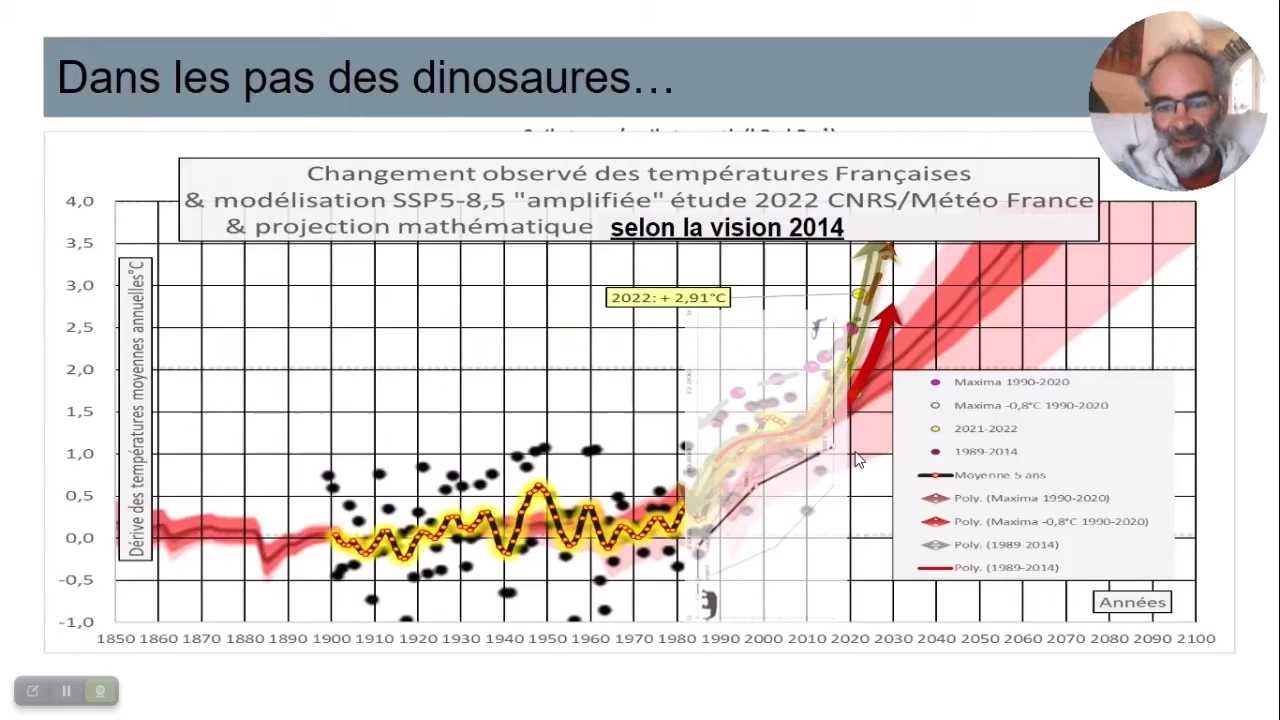 Dans les pas des dinosaures…
Changement observé des températures Françaises
& modélisation SSP5-8,5 "amplifiée" étude 2022 CNRS/Météo France
& projection mathématique selon la vision 2014
Dérive des températures moyennes annuelles°C
4,0
3,5
3,0
2,5
2,0
1,5
1,0
0,5
0,0
-0,5
-1,0
2022: + 2,91°C
Maxima 1990-2020
Maxima -0,8°C 1990-2020
2021-2022
1989-2014
Moyenne 5 ans
Poly. (Maxima 1990-2020)
Poly. (Maxima -0,8°C 1990-2020)
Poly. (1989-2014)
Poly. (1989-2014)
Années
1850 1860 1870 1880 1890 1900 1910 1920 1930 1940 1950 1960 1970 1980 1990 2000 2010 2020 2030 2040 2050 2060 2070 2080 2090 2100